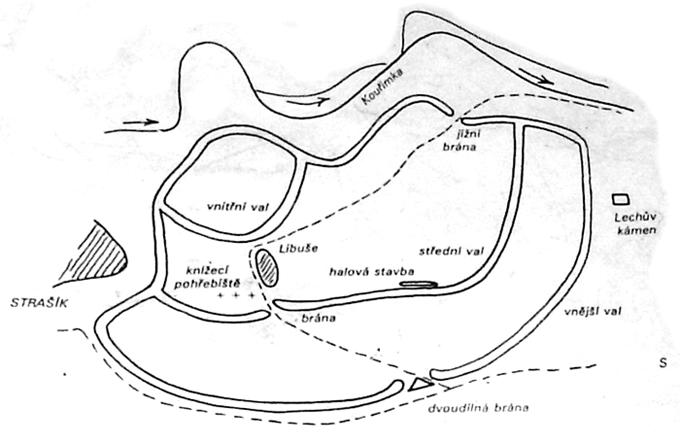 Kouřimka
jižní
brána
vnitřní val
Lechův
kámen
Libuše
střední val
knížecí
pohřebiště
halová stavba
STRAŠÍK
brána
vnější val
S
dvoudílná brána